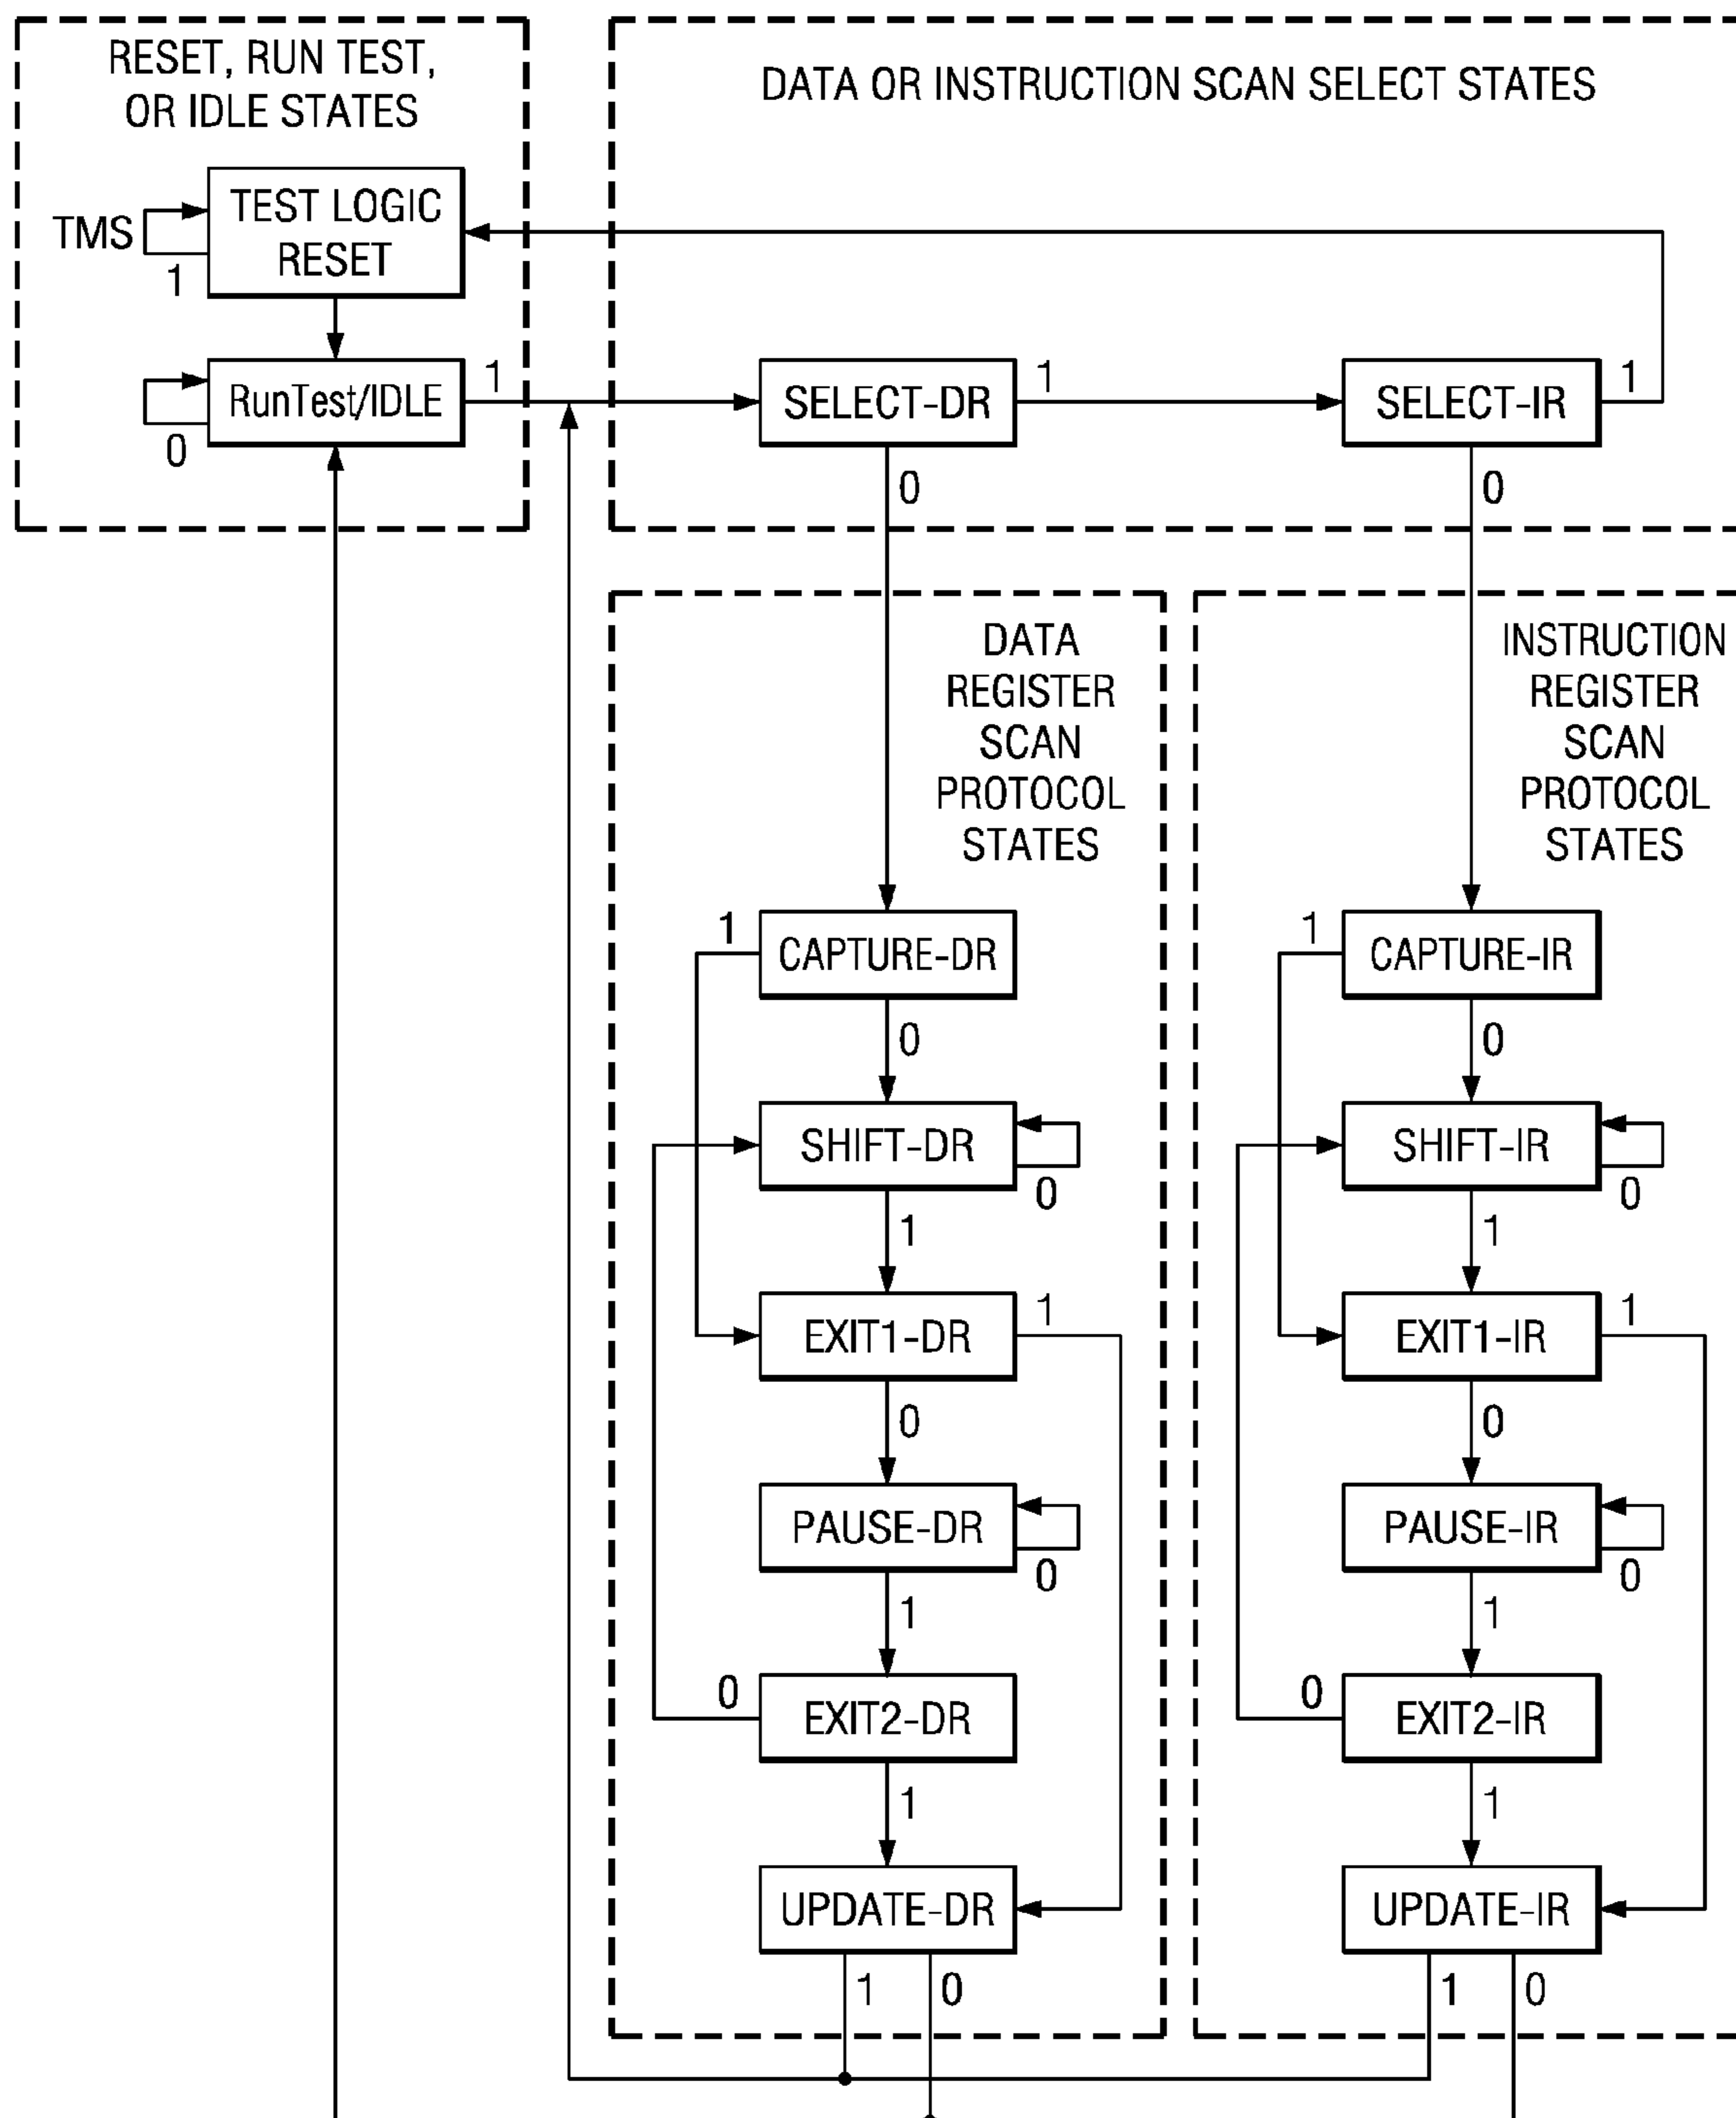 RESET, RUN TEST,
OR IDLE STATES
TMS
TEST LOGIC
RESET
1
RunTest/IDLE
1
0
DATA OR INSTRUCTION SCAN SELECT STATES
SELECT-DR
1
SELECT-IR
1
0
0
DATA
REGISTER
SCAN
PROTOCOL
STATES
1
CAPTURE-DR
0
SHIFT-DR
0
1
EXIT1-DR
1
0
PAUSE-DR
0
1
0
EXIT2-DR
1
UPDATE-DR
1
0
INSTRUCTION
REGISTER
SCAN
PROTOCOL
STATES
1
CAPTURE-IR
0
SHIFT-IR
0
1
EXIT1-IR
1
0
PAUSE-IR
0
1
0
EXIT2-IR
1
UPDATE-IR
1
0